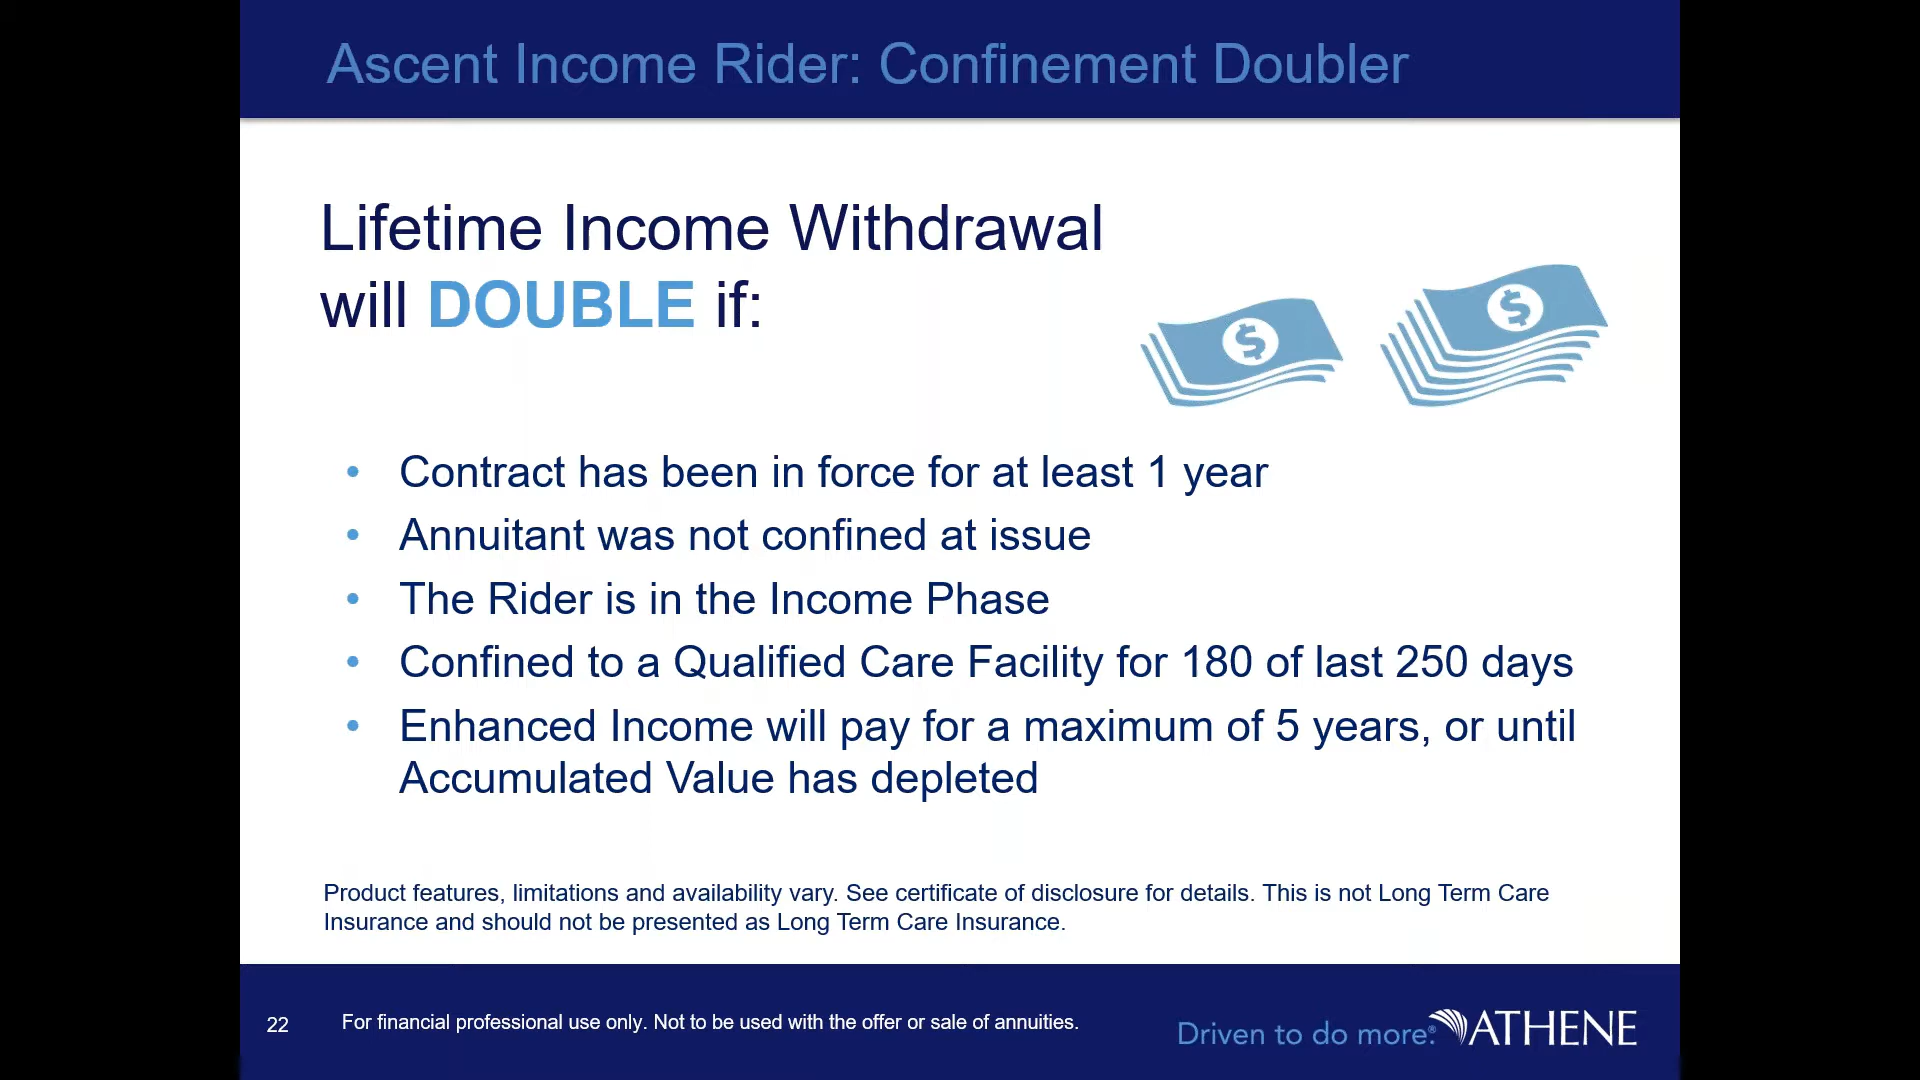 Ascent Income Rider: Confinement Doubler
Lifetime Income Withdrawal
will DOUBLE if:
$ $
• Contract has been in force for at least 1 year
• Annuitant was not confined at issue
• The Rider is in the Income Phase
• Confined to a Qualified Care Facility for 180 of last 250 days
• Enhanced Income will pay for a maximum of 5 years, or until
Accumulated Value has depleted
Product features, limitations and availability vary. See certificate of disclosure for details. This is not Long Term Care
Insurance and should not be presented as Long Term Care Insurance.
22 For financial professional use only. Not to be used with the offer or sale of annuities. Driven to do more.® ATHENE